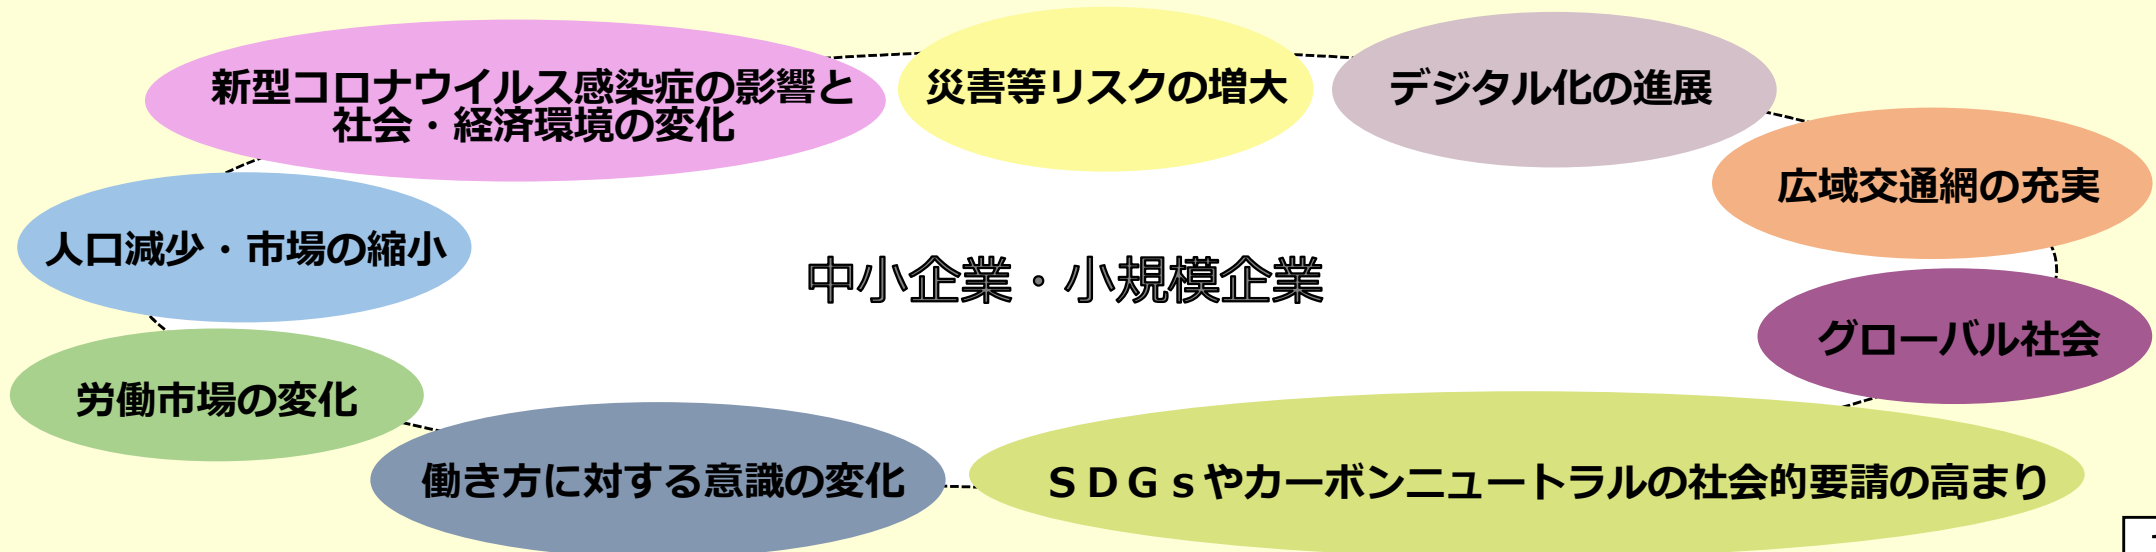 新型コロナウイルス感染症の影響と
社会・経済環境の変化
災害等リスクの増大
デジタル化の進展
広域交通網の充実
人口減少・市場の縮小
中小企業・小規模企業
グローバル社会
労働市場の変化
働き方に対する意識の変化
ＳＤＧｓやカーボンニュートラルの社会的要請の高まり